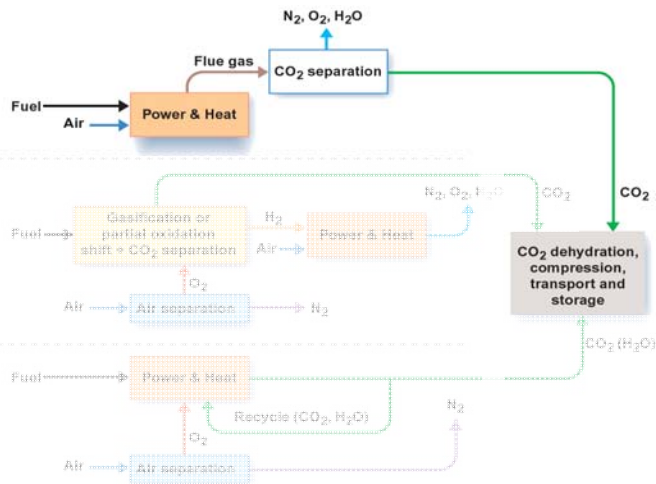 N₂, O₂, H₂O
Flue gas
CO₂ separation
Fuel
Power & Heat
Air
CO₂
N₂, O₂, H₂O
CO₂
Gasification or
partial oxidation
shift + CO₂ separation
Fuel
H₂
Air
Power & Heat
CO₂ dehydration,
compression,
transport and
storage
O₂
Air
Air separation
N₂
CO₂ (H₂O)
Fuel
Power & Heat
Recycle (CO₂, H₂O)
N₂
O₂
Air
Air separation